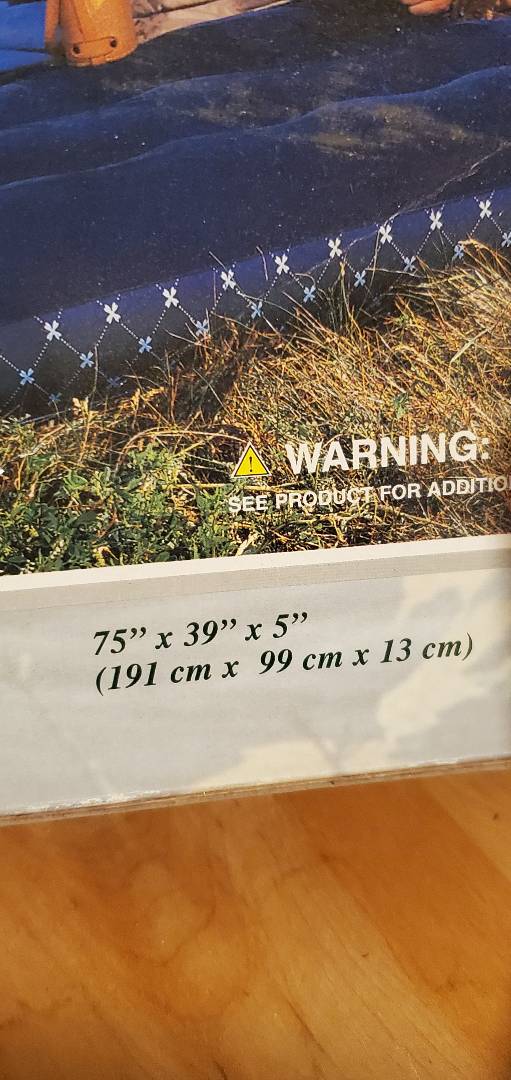 WARNING:
SEE PRODUCT FOR
75” x 39” x 5”
(191 cm x 99 cm x 13 cm)